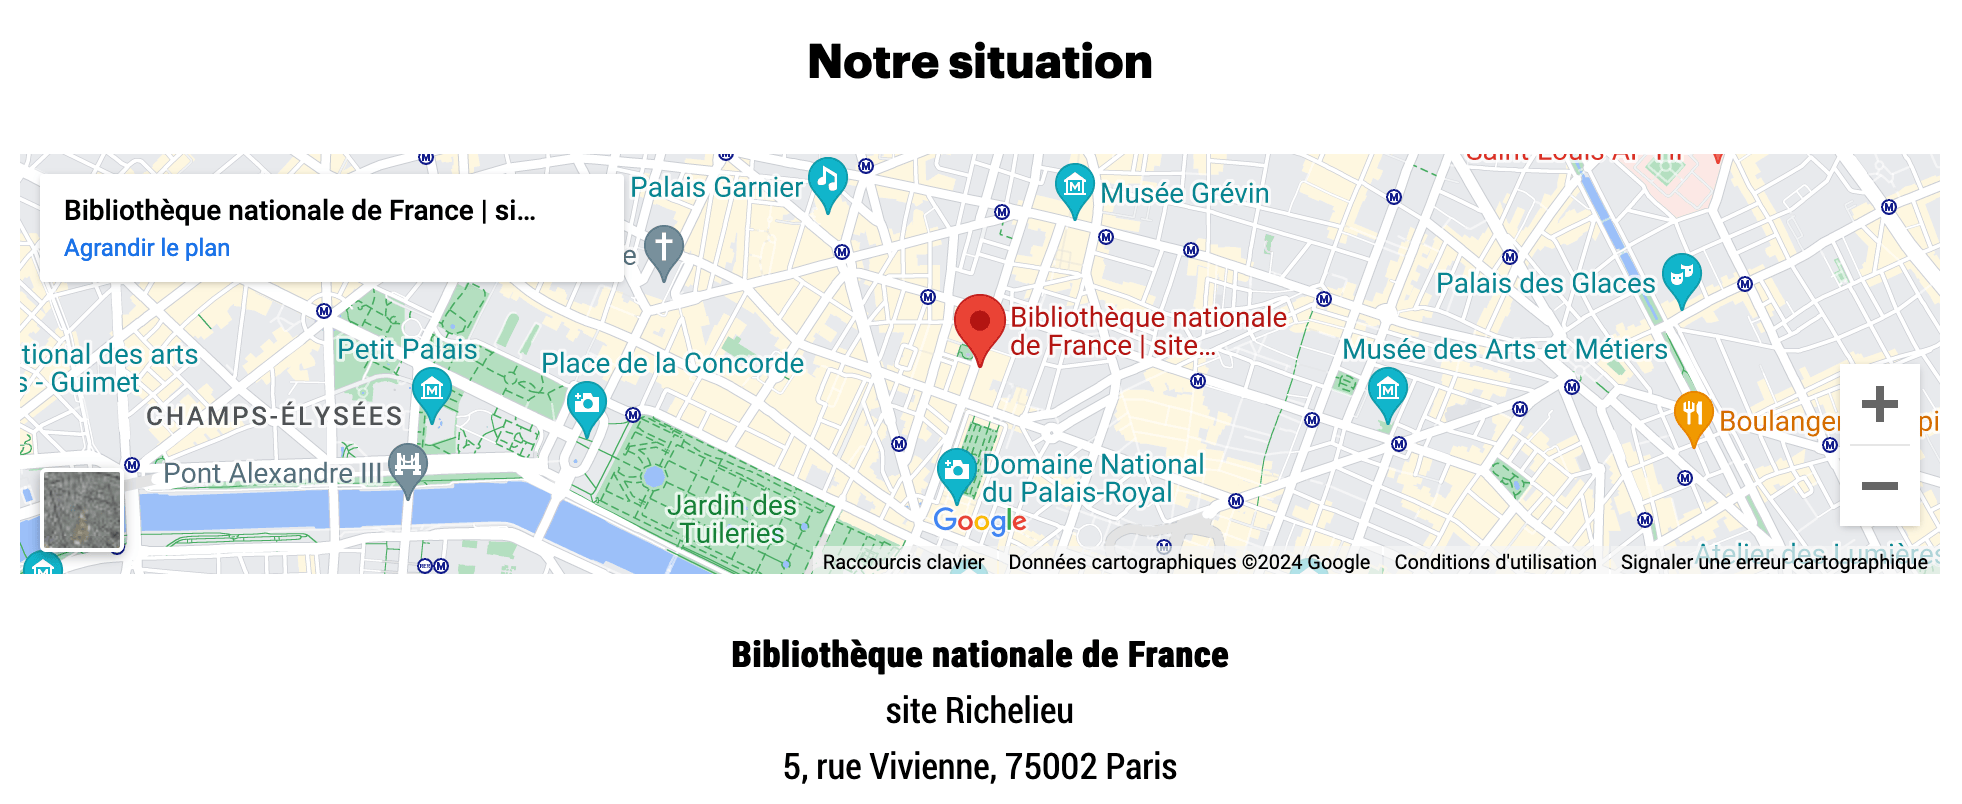 Notre situation
Bibliothèque nationale de France | si...
Agrandir le plan
Palais Garnier
Musée Grévin
e
Palais des Glaces
Bibliothèque nationale
de France | site...
tional des arts
s - Guimet
Petit Palais
Place de la Concorde
Musée des Arts et Métiers
CHAMPS-ÉLYSÉES
Pont Alexandre III
Domaine National
du Palais-Royal
Jardin des
Tuileries
Google
Atelier des Lumières
Raccourcis clavier
Données cartographiques ©2024 Google
Conditions d'utilisation
Signaler une erreur cartographique
Bibliothèque nationale de France
site Richelieu
5, rue Vivienne, 75002 Paris